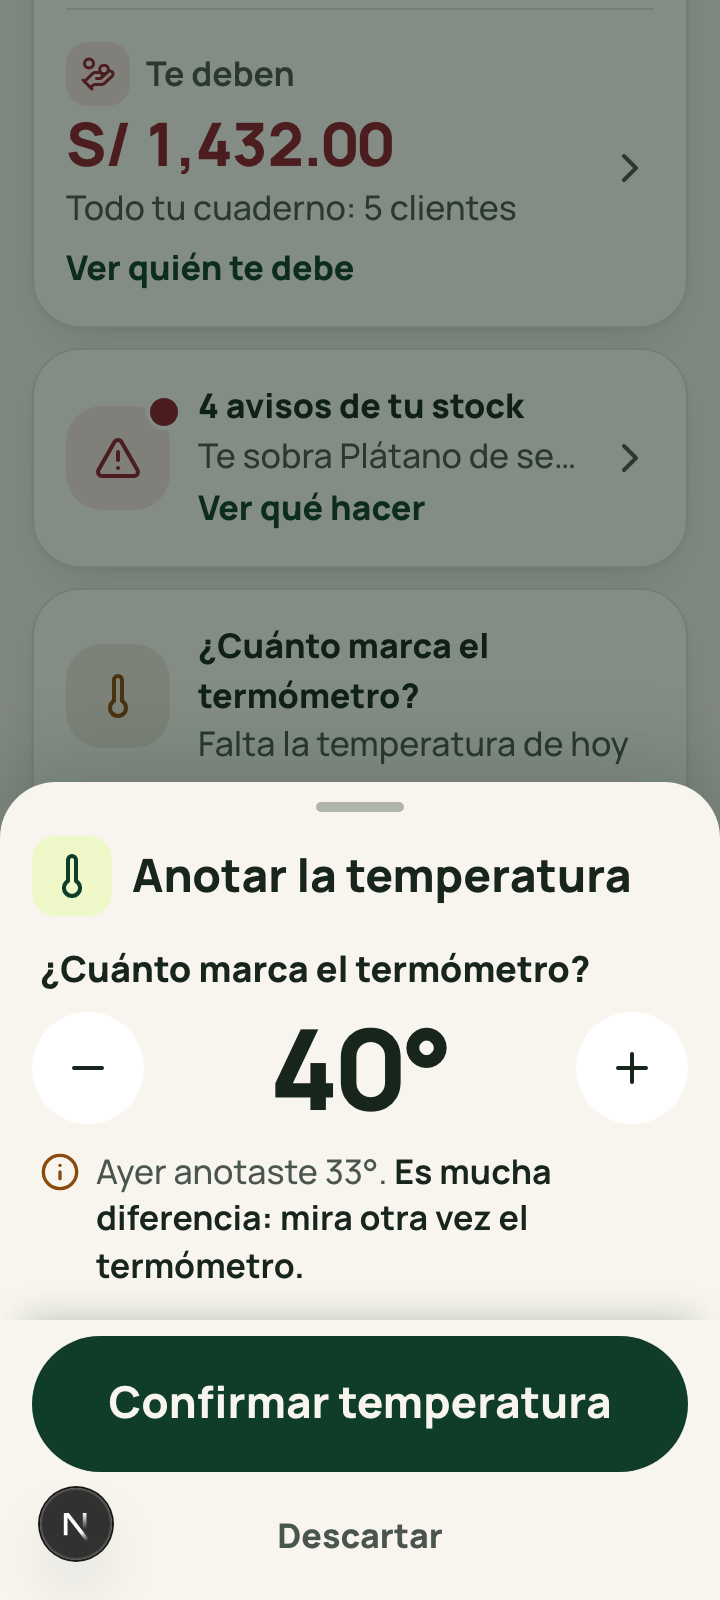 Te deben
S/ 1,432.00
Todo tu cuaderno: 5 clientes
Ver quién te debe
4 avisos de tu stock
Te sobra Plátano de se...
Ver qué hacer
¿Cuánto marca el
termómetro?
Falta la temperatura de hoy
Anotar la temperatura
¿Cuánto marca el termómetro?
40°
Ayer anotaste 33°. Es mucha
diferencia: mira otra vez el
termómetro.
Confirmar temperatura
N
Descartar